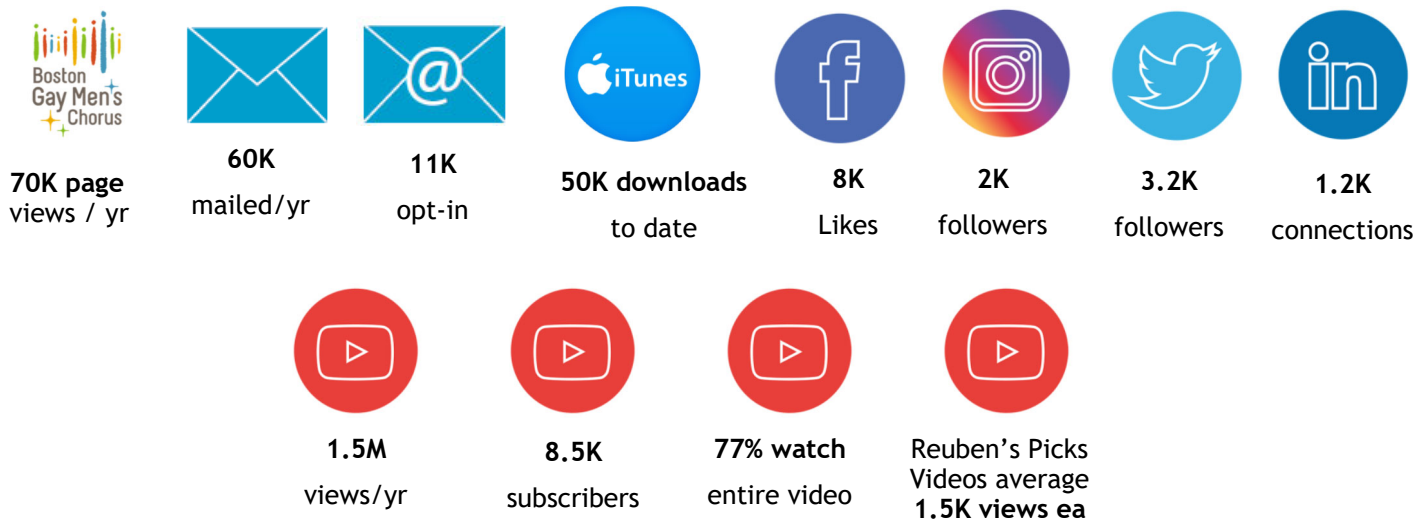 Boston
Gay Men's
Chorus
70K page
views / yr
60K
mailed/yr
@
11K
opt-in
iTunes
50K downloads
to date
f
8K
Likes
2K
followers
3.2K
followers
in
1.2K
connections
1.5M
views/yr
8.5K
subscribers
77% watch
entire video
Reuben’s Picks
Videos average
1.5K views ea